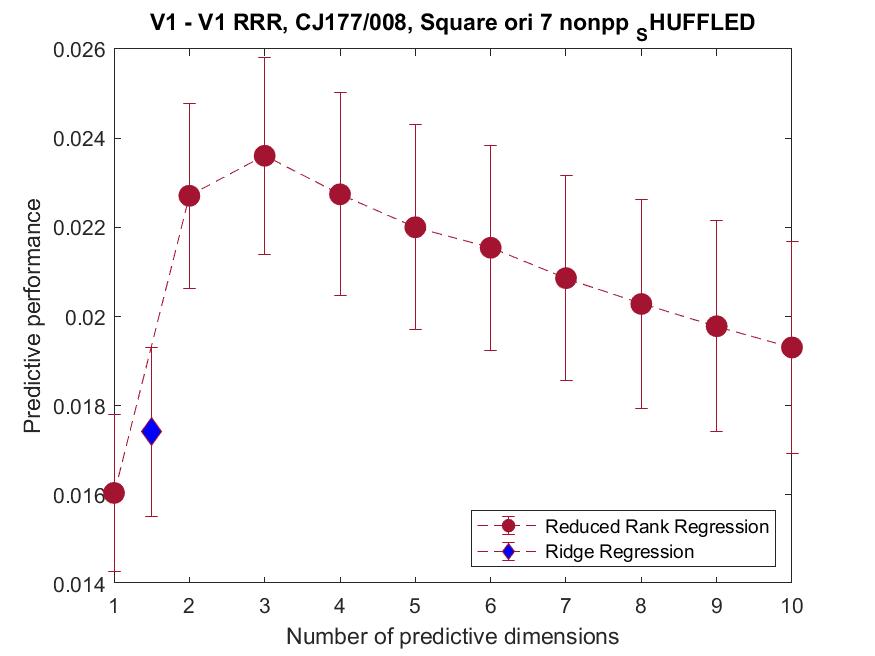 V1 - V1 RRR, CJ177/008, Square ori 7 nonpp SHUFFLED
0.026
0.024
0.022
0.02
0.018
0.016
0.014
Predictive performance
Reduced Rank Regression
Ridge Regression
1 2 3 4 5 6 7 8 9 10
Number of predictive dimensions